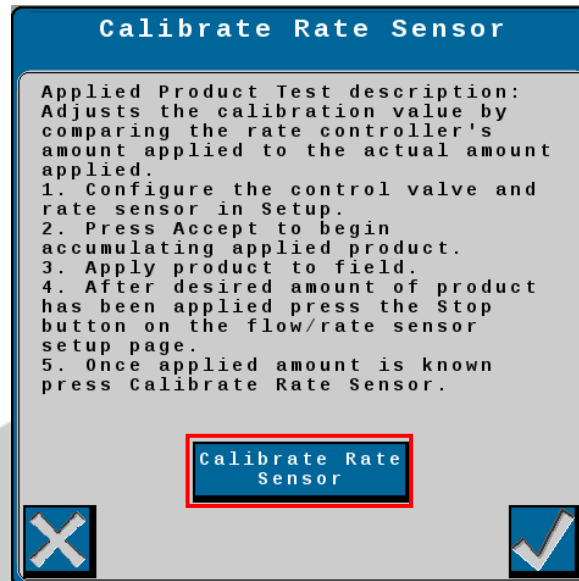 Calibrate Rate Sensor
Applied Product Test description:
Adjusts the calibration value by
comparing the rate controller's
amount applied to the actual amount
applied.
1. Configure the control valve and
rate sensor in Setup.
2. Press Accept to begin
accumulating applied product.
3. Apply product to field.
4. After desired amount of product
has been applied press the Stop
button on the flow/rate sensor
setup page.
5. Once applied amount is known
press Calibrate Rate Sensor.
Calibrate Rate
Sensor